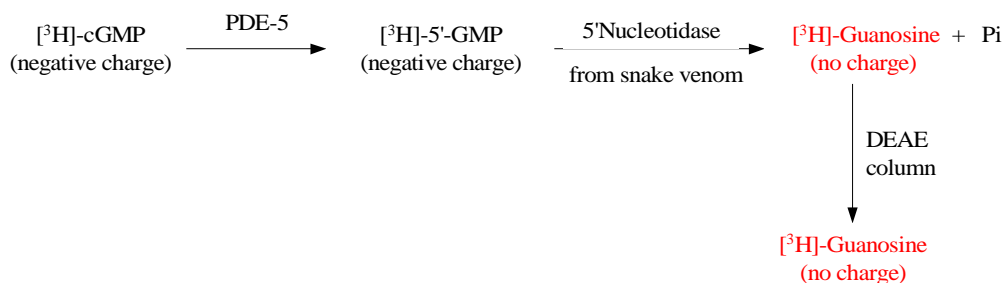 [³H]-cGMP
(negative charge)
PDE-5
[³H]-5'-GMP
(negative charge)
5'Nucleotidase
from snake venom
[³H]-Guanosine + Pi
(no charge)
DEAE
column
[³H]-Guanosine
(no charge)